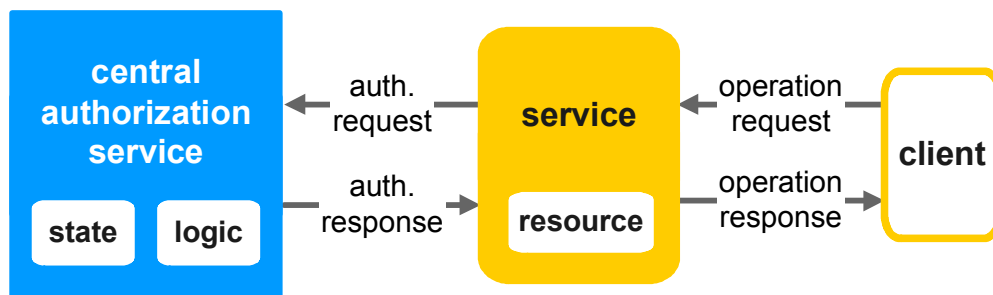 central
authorization
service
state
logic
auth.
request
auth.
response
service
resource
operation
request
operation
response
client